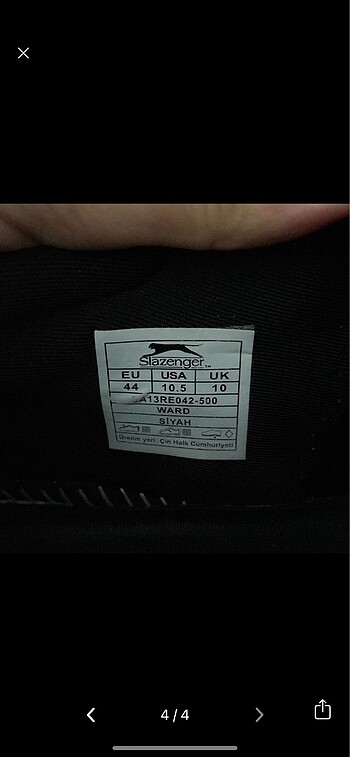 Slazenger™
EU USA UK
44 10.5 10
A13RE042-500
WARD
SİYAH
Üretim yeri: Çin Halk Cumhuriyeti
4 / 4